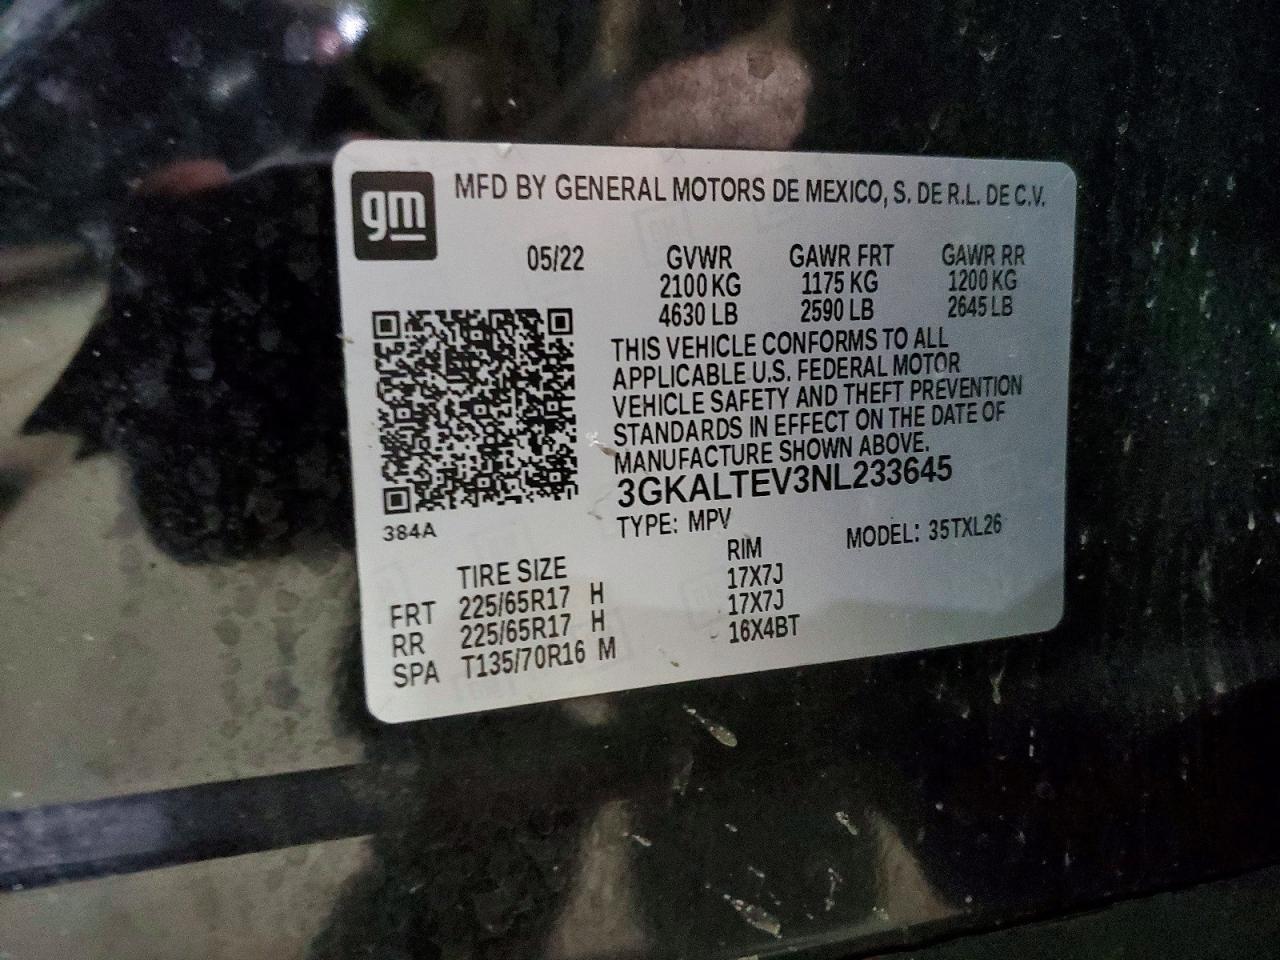 gm
MFD BY GENERAL MOTORS DE MEXICO, S. DE R.L. DE C.V.
05/22 GVWR GAWR FRT GAWR RR
2100 KG 1175 KG 1200 KG
4630 LB 2590 LB 2645 LB
THIS VEHICLE CONFORMS TO ALL
APPLICABLE U.S. FEDERAL MOTOR
VEHICLE SAFETY AND THEFT PREVENTION
STANDARDS IN EFFECT ON THE DATE OF
MANUFACTURE SHOWN ABOVE.
3GKALTEV3NL233645
384A
TYPE: MPV MODEL: 35TXL26
TIRE SIZE RIM
FRT 225/65R17 H 17X7J
RR 225/65R17 H 17X7J
SPA T135/70R16 M 16X4BT